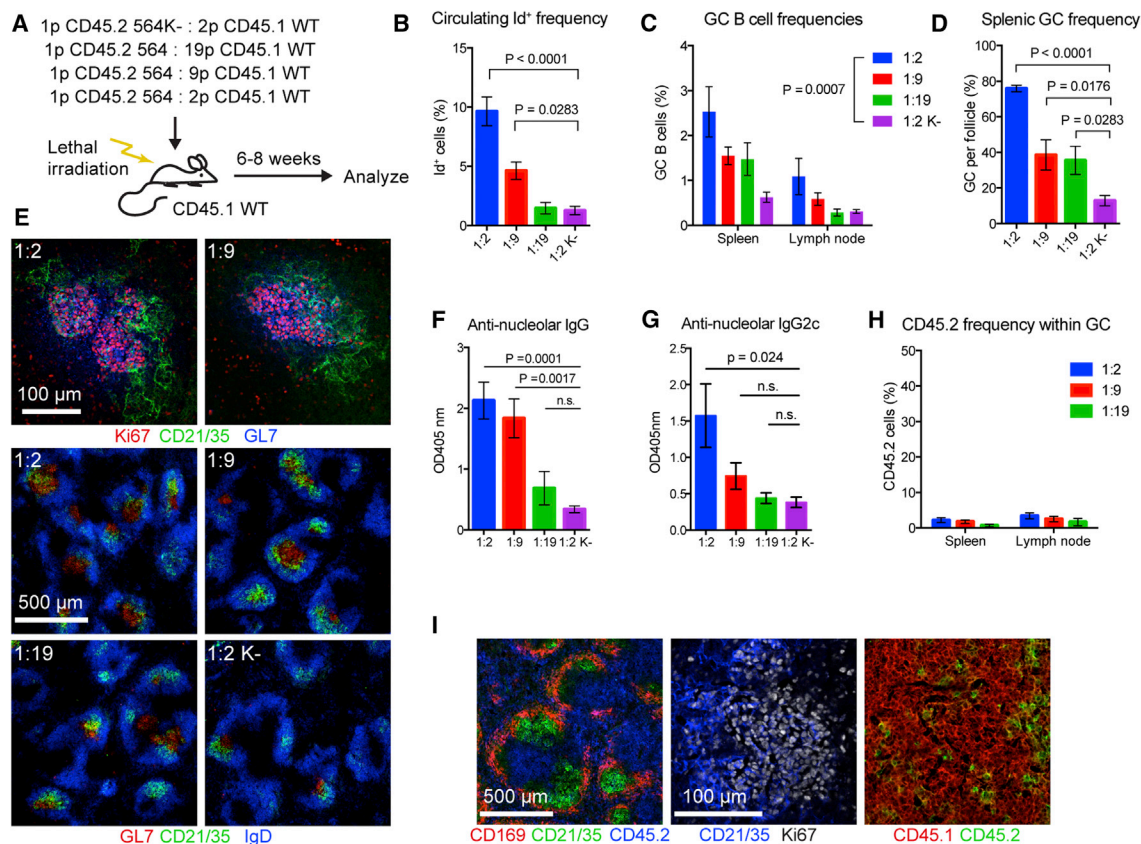 A
1p CD45.2 564K- : 2p CD45.1 WT
1p CD45.2 564 : 19p CD45.1 WT
1p CD45.2 564 : 9p CD45.1 WT
1p CD45.2 564 : 2p CD45.1 WT
Lethal
irradiation
6-8 weeks
Analyze
CD45.1 WT
B
Circulating Id⁺ frequency
Id⁺ cells (%)
15
10
5
0
P < 0.0001
P = 0.0283
1:2
1:9
1:19
1:2 K-
C
GC B cell frequencies
GC B cells (%)
4
3
2
1
0
P = 0.0007
1:2
1:9
1:19
1:2 K-
Spleen
Lymph node
D
Splenic GC frequency
GC per follicle (%)
100
80
60
40
20
0
P < 0.0001
P = 0.0176
P = 0.0283
1:2
1:9
1:19
1:2 K-
E
1:2
1:9
100 µm
Ki67 CD21/35 GL7
1:2
1:9
500 µm
1:19
1:2 K-
GL7 CD21/35 IgD
F
Anti-nucleolar IgG
OD405 nm
3
2
1
0
P = 0.0001
P = 0.0017
n.s.
1:2
1:9
1:19
1:2 K-
G
Anti-nucleolar IgG2c
OD405nm
2.5
2.0
1.5
1.0
0.5
0.0
p = 0.024
n.s.
n.s.
1:2
1:9
1:19
1:2 K-
H
CD45.2 frequency within GC
CD45.2 cells (%)
50
40
30
20
10
0
1:2
1:9
1:19
Spleen
Lymph node
I
500 µm
CD169 CD21/35 CD45.2
100 µm
CD21/35 Ki67
CD45.1 CD45.2